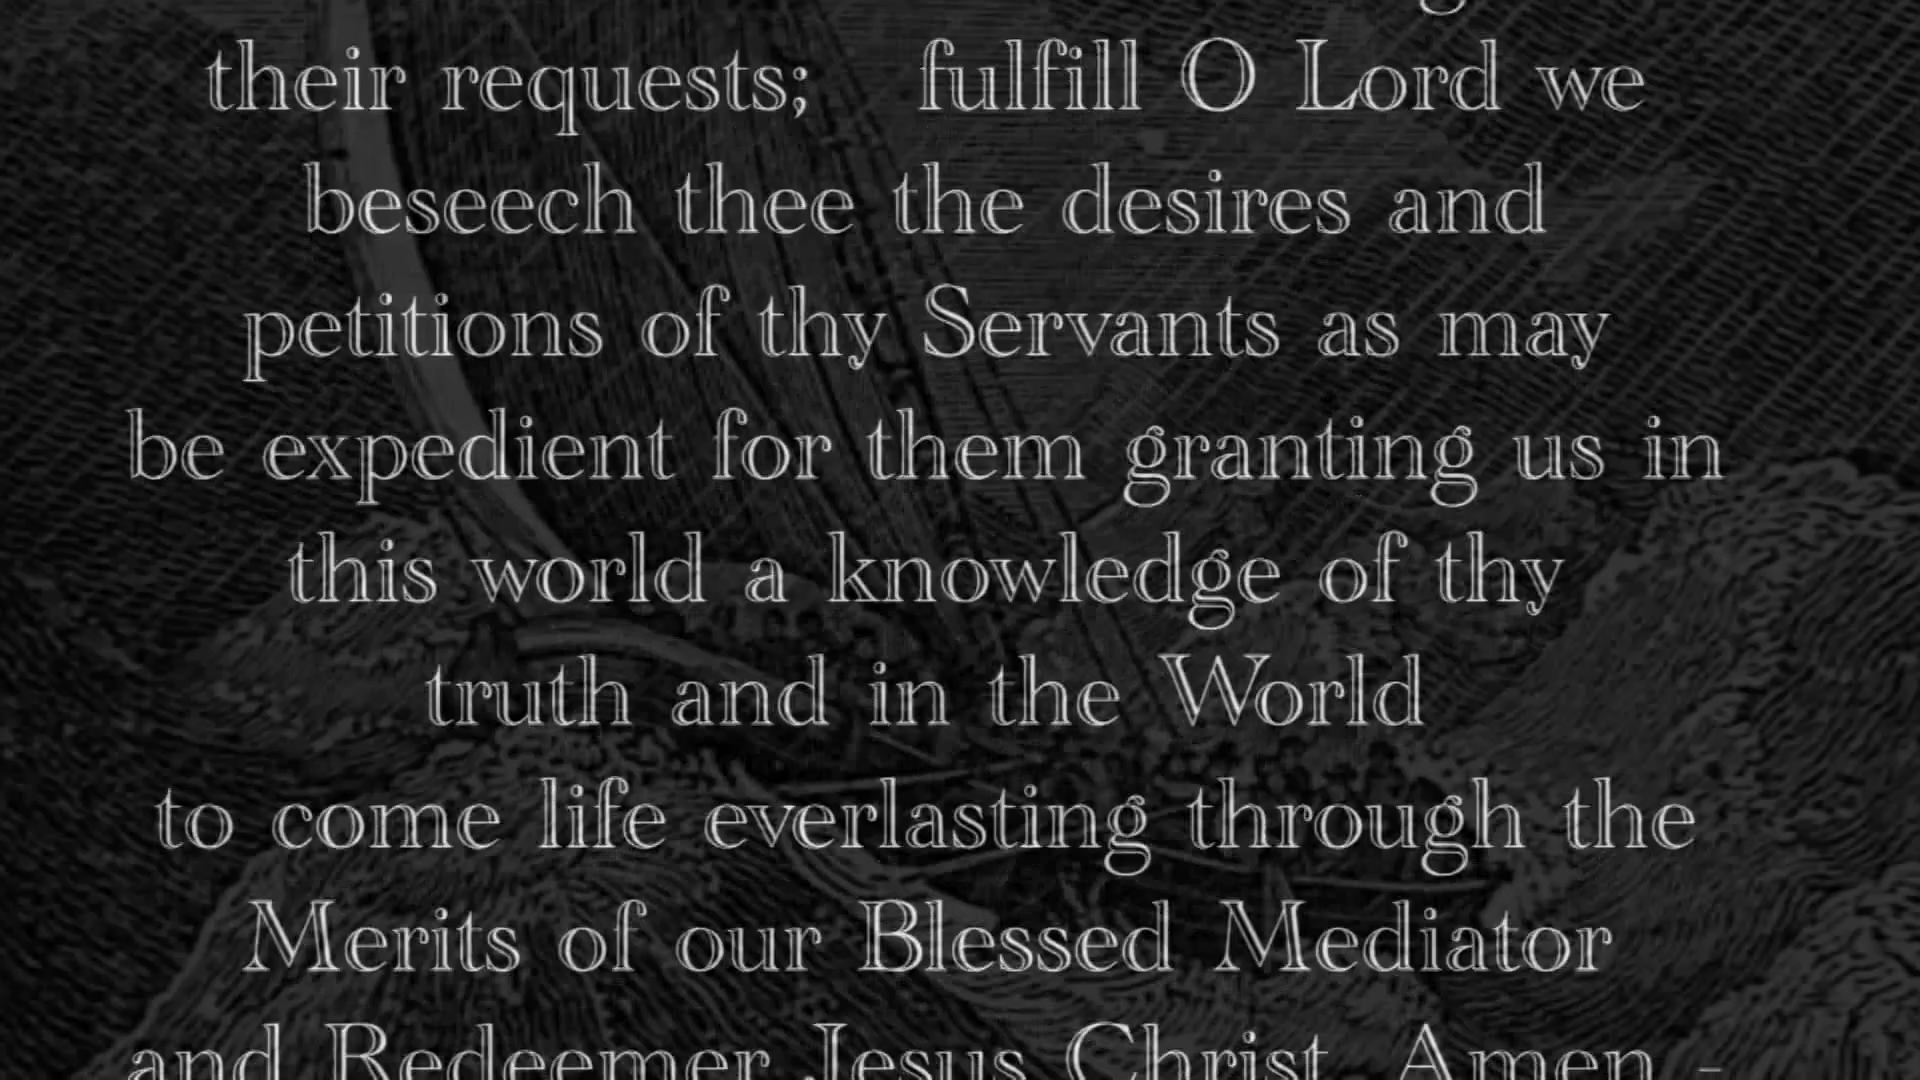 their requests; fulfill O Lord we
beseech thee the desires and
petitions of thy Servants as may
be expedient for them granting us in
this world a knowledge of thy
truth and in the World
to come life everlasting through the
Merits of our Blessed Mediator
and Redeemer Jesus Christ Amen -